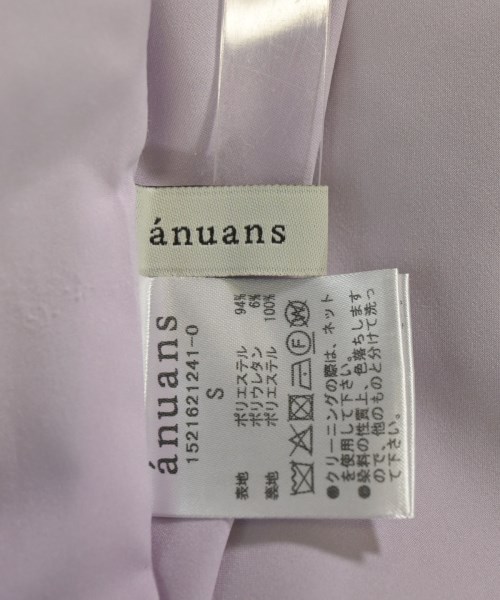 ánuans
ánuans
1521621241-0
S
表地 ポリエステル 94%
ポリウレタン 6%
裏地 ポリエステル 100%
●クリーニングの際は、ネット
を使用して下さい。
●染料の性質上、色落ちします
ので、他のものと分けて洗っ
て下さい。